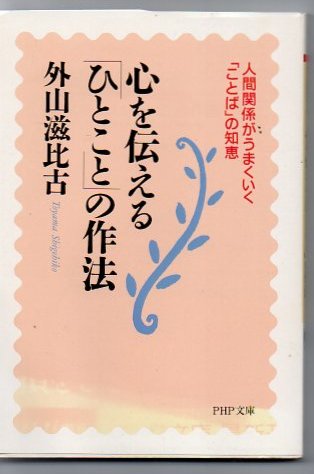 人間関係がうまくいく
「ことば」の知恵
心を伝える
「ひとこと」の作法
外山滋比古
Toyama Shigehiko
PHP文庫